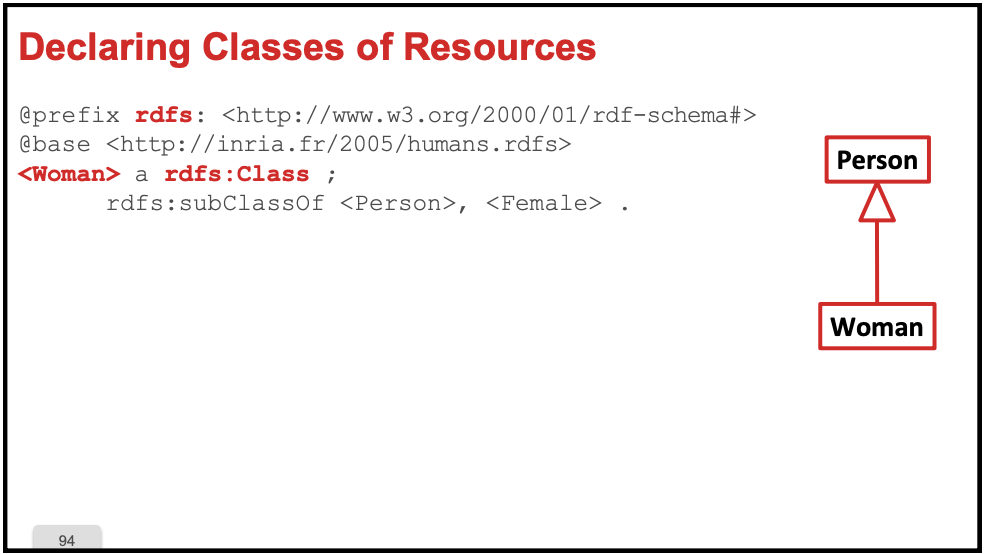 Declaring Classes of Resources
@prefix rdfs: <http://www.w3.org/2000/01/rdf-schema#>
@base <http://inria.fr/2005/humans.rdfs>
<Woman> a rdfs:Class ;
rdfs:subClassOf <Person>, <Female> .
Person
Woman
94